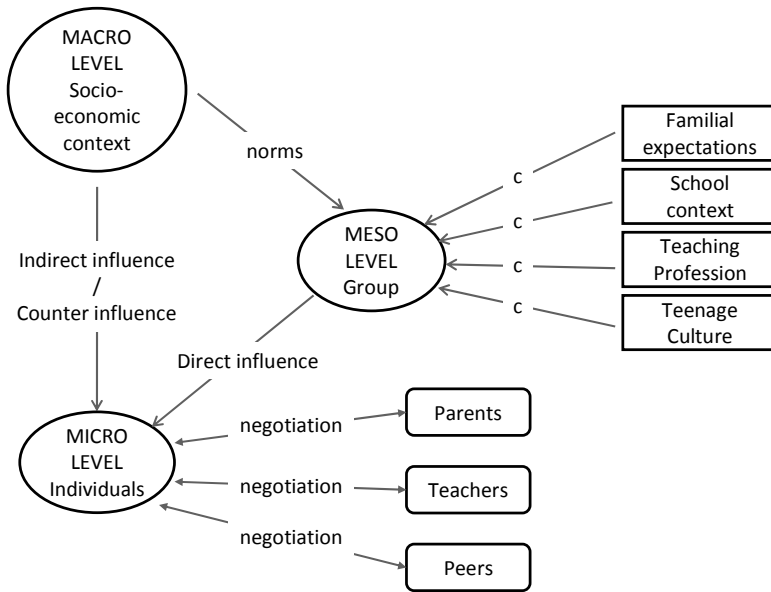 MACRO
LEVEL
Socio-
economic
context
norms
Familial
expectations
c
School
context
c
Teaching
Profession
c
Teenage
Culture
c
MESO
LEVEL
Group
Indirect influence
/
Counter influence
Direct influence
MICRO
LEVEL
Individuals
negotiation
Parents
negotiation
Teachers
negotiation
Peers